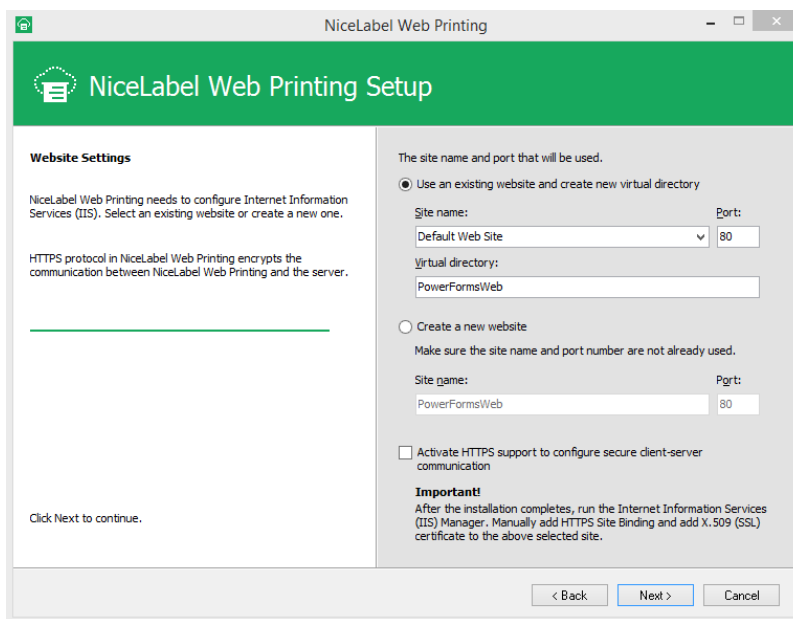 NiceLabel Web Printing
NiceLabel Web Printing Setup
Website Settings
NiceLabel Web Printing needs to configure Internet Information
Services (IIS). Select an existing website or create a new one.
HTTPS protocol in NiceLabel Web Printing encrypts the
communication between NiceLabel Web Printing and the server.
Click Next to continue.
The site name and port that will be used.
Use an existing website and create new virtual directory
Site name: Port:
Default Web Site 80
Virtual directory:
PowerFormsWeb
Create a new website
Make sure the site name and port number are not already used.
Site name: Port:
PowerFormsWeb 80
Activate HTTPS support to configure secure client-server
communication
Important!
After the installation completes, run the Internet Information Services
(IIS) Manager. Manually add HTTPS Site Binding and add X.509 (SSL)
certificate to the above selected site.
< Back Next > Cancel